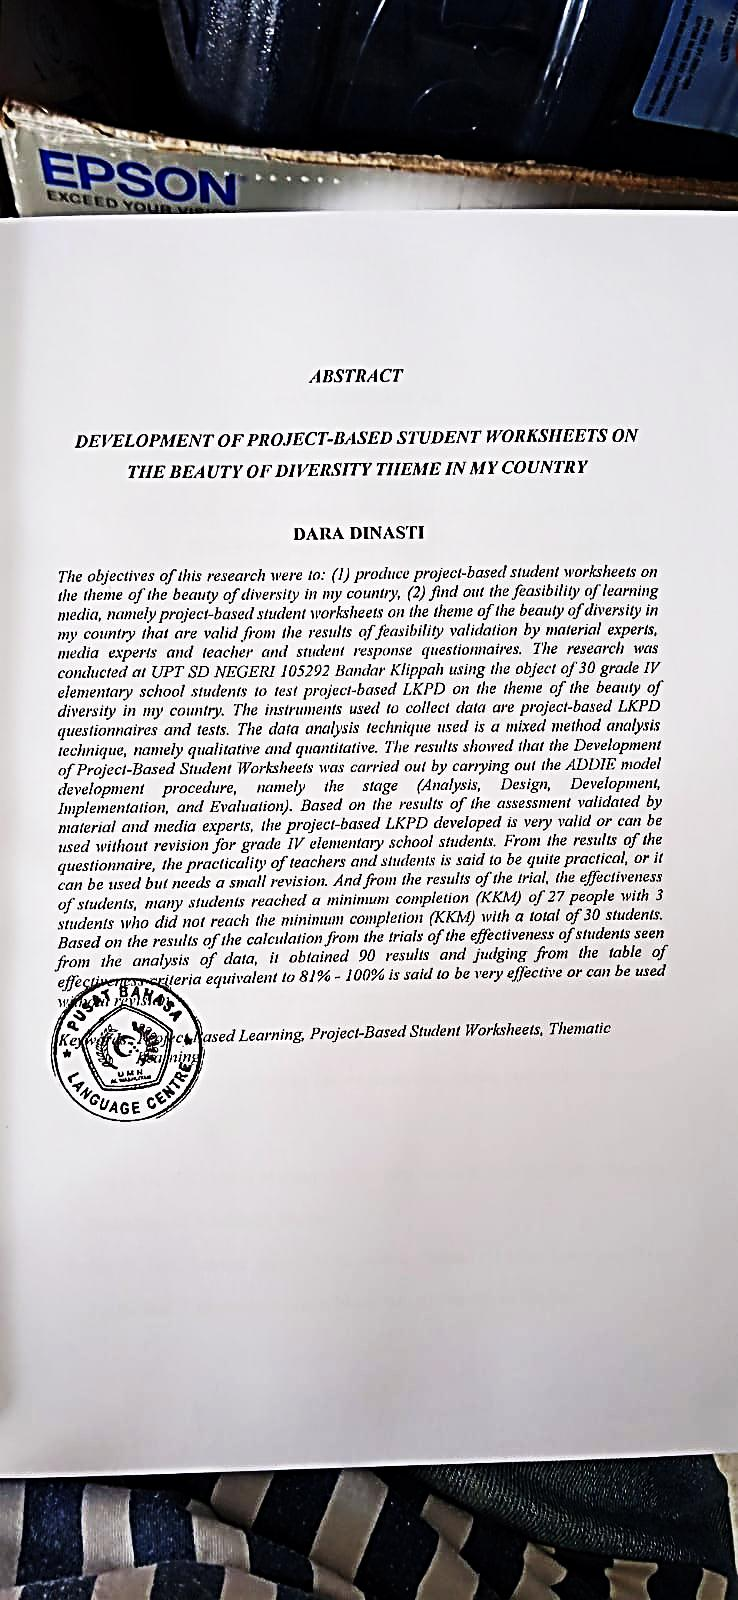 EPSON
EXCEED YOUR VISION
ABSTRACT
DEVELOPMENT OF PROJECT-BASED STUDENT WORKSHEETS ON
THE BEAUTY OF DIVERSITY THEME IN MY COUNTRY
DARA DINASTI
The objectives of this research were to: (1) produce project-based student worksheets on
the theme of the beauty of diversity in my country, (2) find out the feasibility of learning
media, namely project-based student worksheets on the theme of the beauty of diversity in
my country that are valid from the results of feasibility validation by material experts,
media experts and teacher and student response questionnaires. The research was
conducted at UPT SD NEGERI 105292 Bandar Klippah using the object of 30 grade IV
elementary school students to test project-based LKPD on the theme of the beauty of
diversity in my country. The instruments used to collect data are project-based LKPD
questionnaires and tests. The data analysis technique used is a mixed method analysis
technique, namely qualitative and quantitative. The results showed that the Development
of Project-Based Student Worksheets was carried out by carrying out the ADDIE model
development procedure, namely the stage (Analysis, Design, Development,
Implementation, and Evaluation). Based on the results of the assessment validated by
material and media experts, the project-based LKPD developed is very valid or can be
used without revision for grade IV elementary school students. From the results of the
questionnaire, the practicality of teachers and students is said to be quite practical, or it
can be used but needs a small revision. And from the results of the trial, the effectiveness
of students, many students reached a minimum completion (KKM) of 27 people with 3
students who did not reach the minimum completion (KKM) with a total of 30 students.
Based on the results of the calculation from the trials of the effectiveness of students seen
from the analysis of data, it obtained 90 results and judging from the table of
effectiveness criteria equivalent to 81% - 100% is said to be very effective or can be used
without revision.
Keywords: Project-Based Learning, Project-Based Student Worksheets, Thematic
Learning
PUSAT BAHASA
UMN
AL WASHLIYAH
LANGUAGE CENTRE